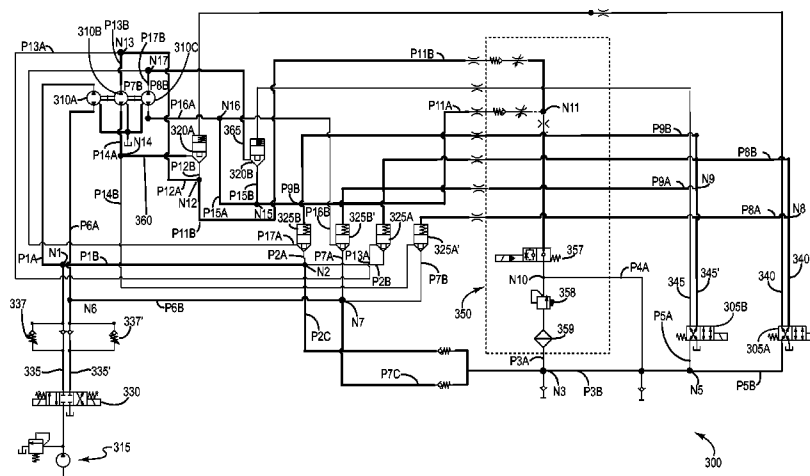 P13B
P13A
310B
N13
P17B
N17
310C
P7B
P8B
310A
P16A
N16
365
P11B
P11A
N11
320A
N14
P14A
P12B
320B
P14B
P12A
N12
P15B
P9B
P9B
P8B
360
P15A
N15
P9A
N9
N8
P11B
325B
P16B
325B'
325A
P8A
325A'
P6A
P17A
P7A
P13A
N1
P2A
P1A
P1B
N2
P2B
P7B
357
N10
P4A
345
345'
340
340
N6
P6B
N7
350
358
337
337'
P2C
359
305B
305A
335
335'
P5A
P3A
P7C
330
N3
P3B
N5
P5B
315
300